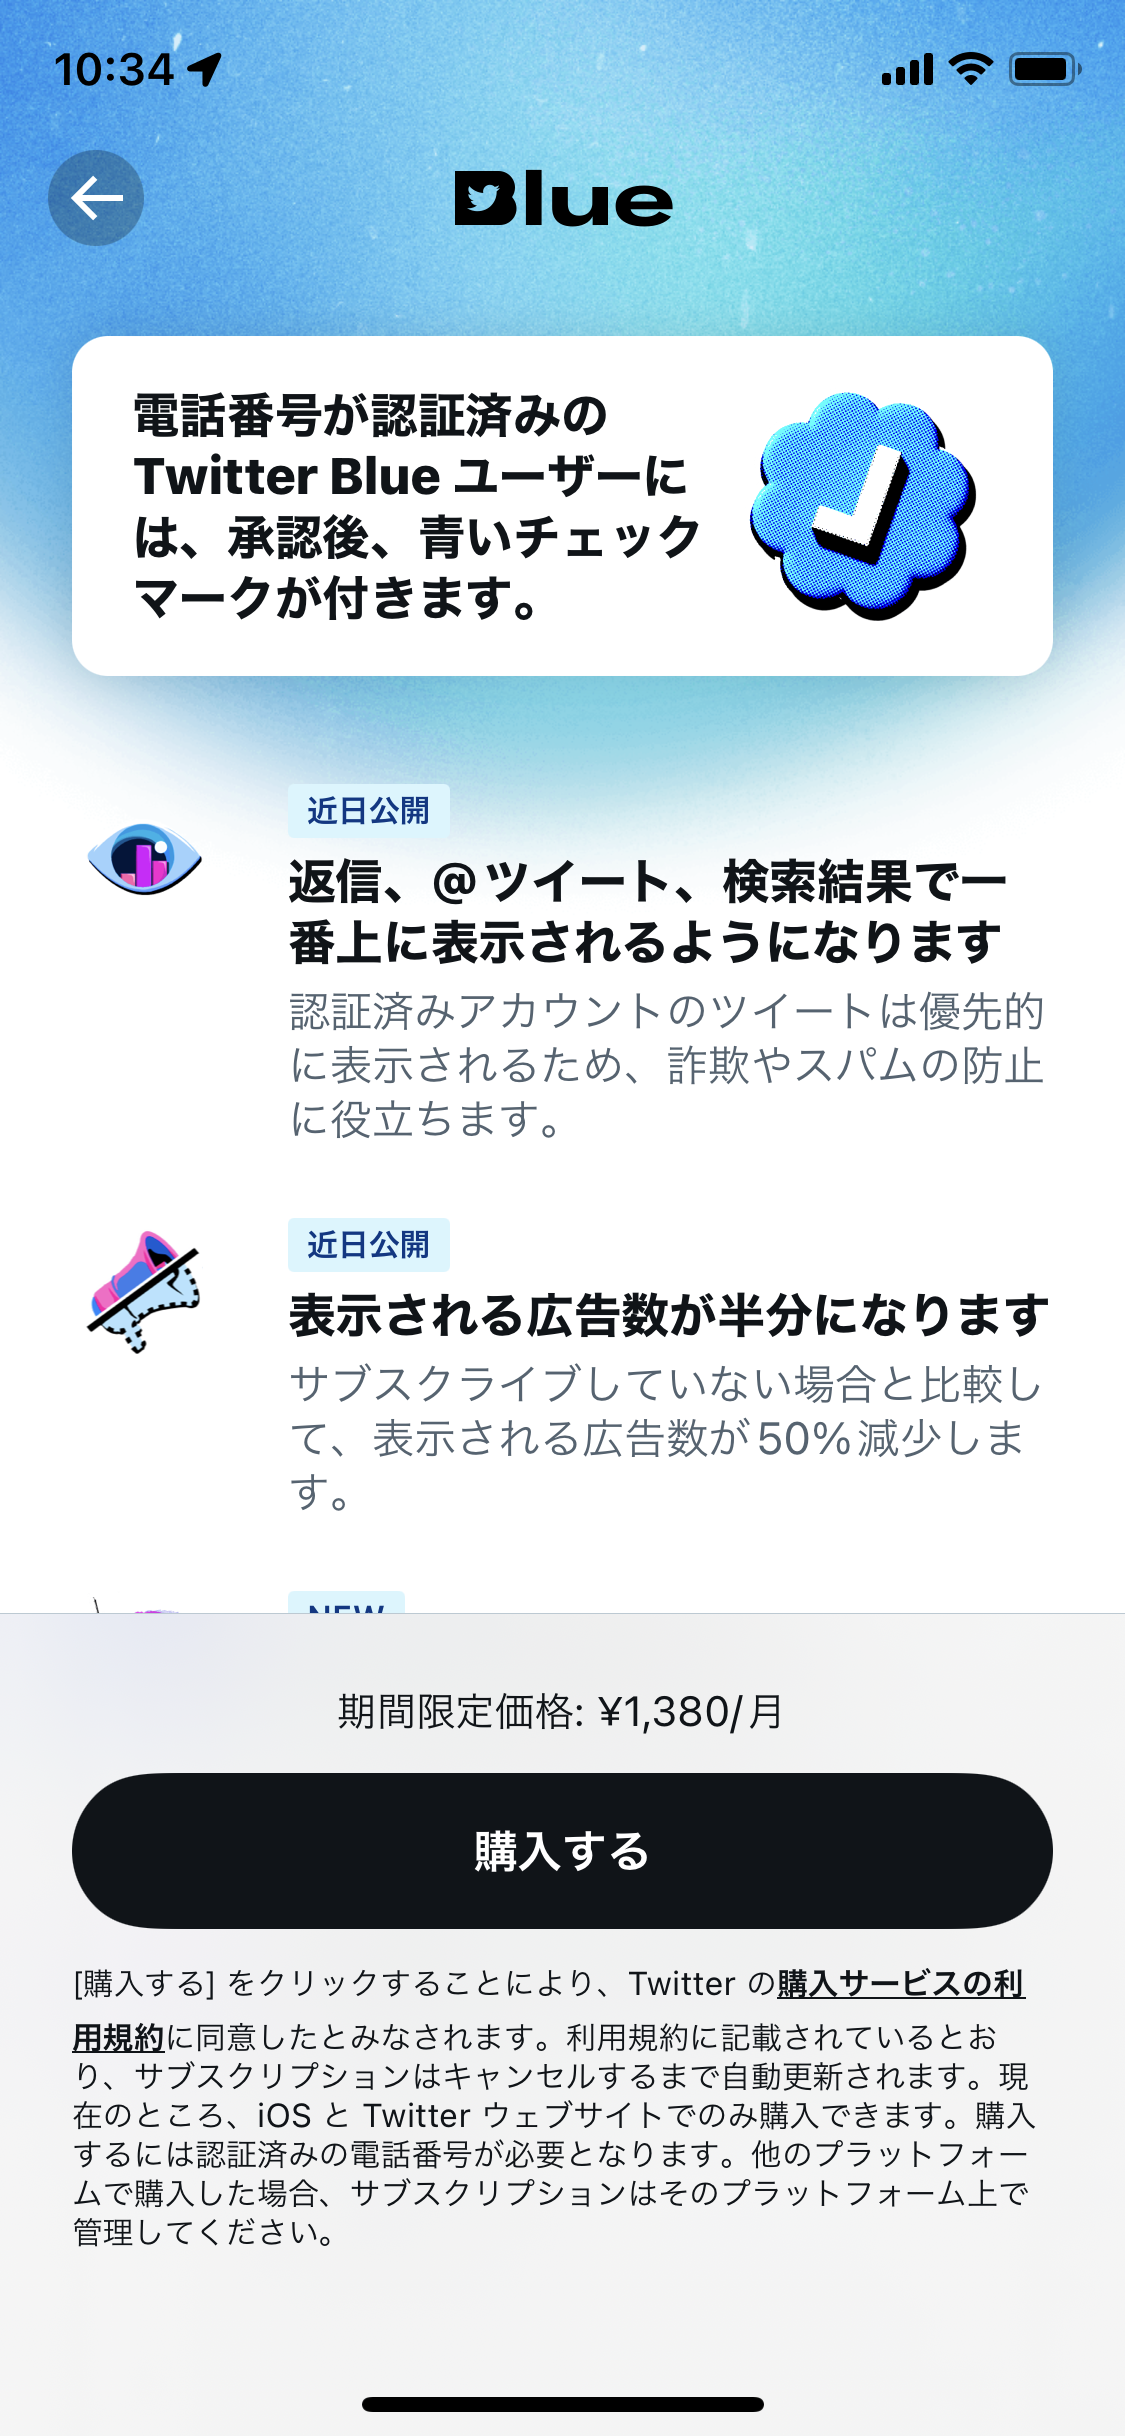 10:34
Blue
電話番号が認証済みの
Twitter Blue ユーザーに
は、承認後、青いチェック
マークが付きます。
近日公開
返信、@ツイート、検索結果で一
番上に表示されるようになります
認証済みアカウントのツイートは優先的
に表示されるため、詐欺やスパムの防止
に役立ちます。
近日公開
表示される広告数が半分になります
サブスクライブしていない場合と比較し
て、表示される広告数が50%減少しま
す。
NEW
期間限定価格: ¥1,380/月
購入する
[購入する] をクリックすることにより、Twitter の購入サービスの利
用規約に同意したとみなされます。利用規約に記載されているとお
り、サブスクリプションはキャンセルするまで自動更新されます。現
在のところ、iOS と Twitter ウェブサイトでのみ購入できます。購入
するには認証済みの電話番号が必要となります。他のプラットフォー
ムで購入した場合、サブスクリプションはそのプラットフォーム上で
管理してください。